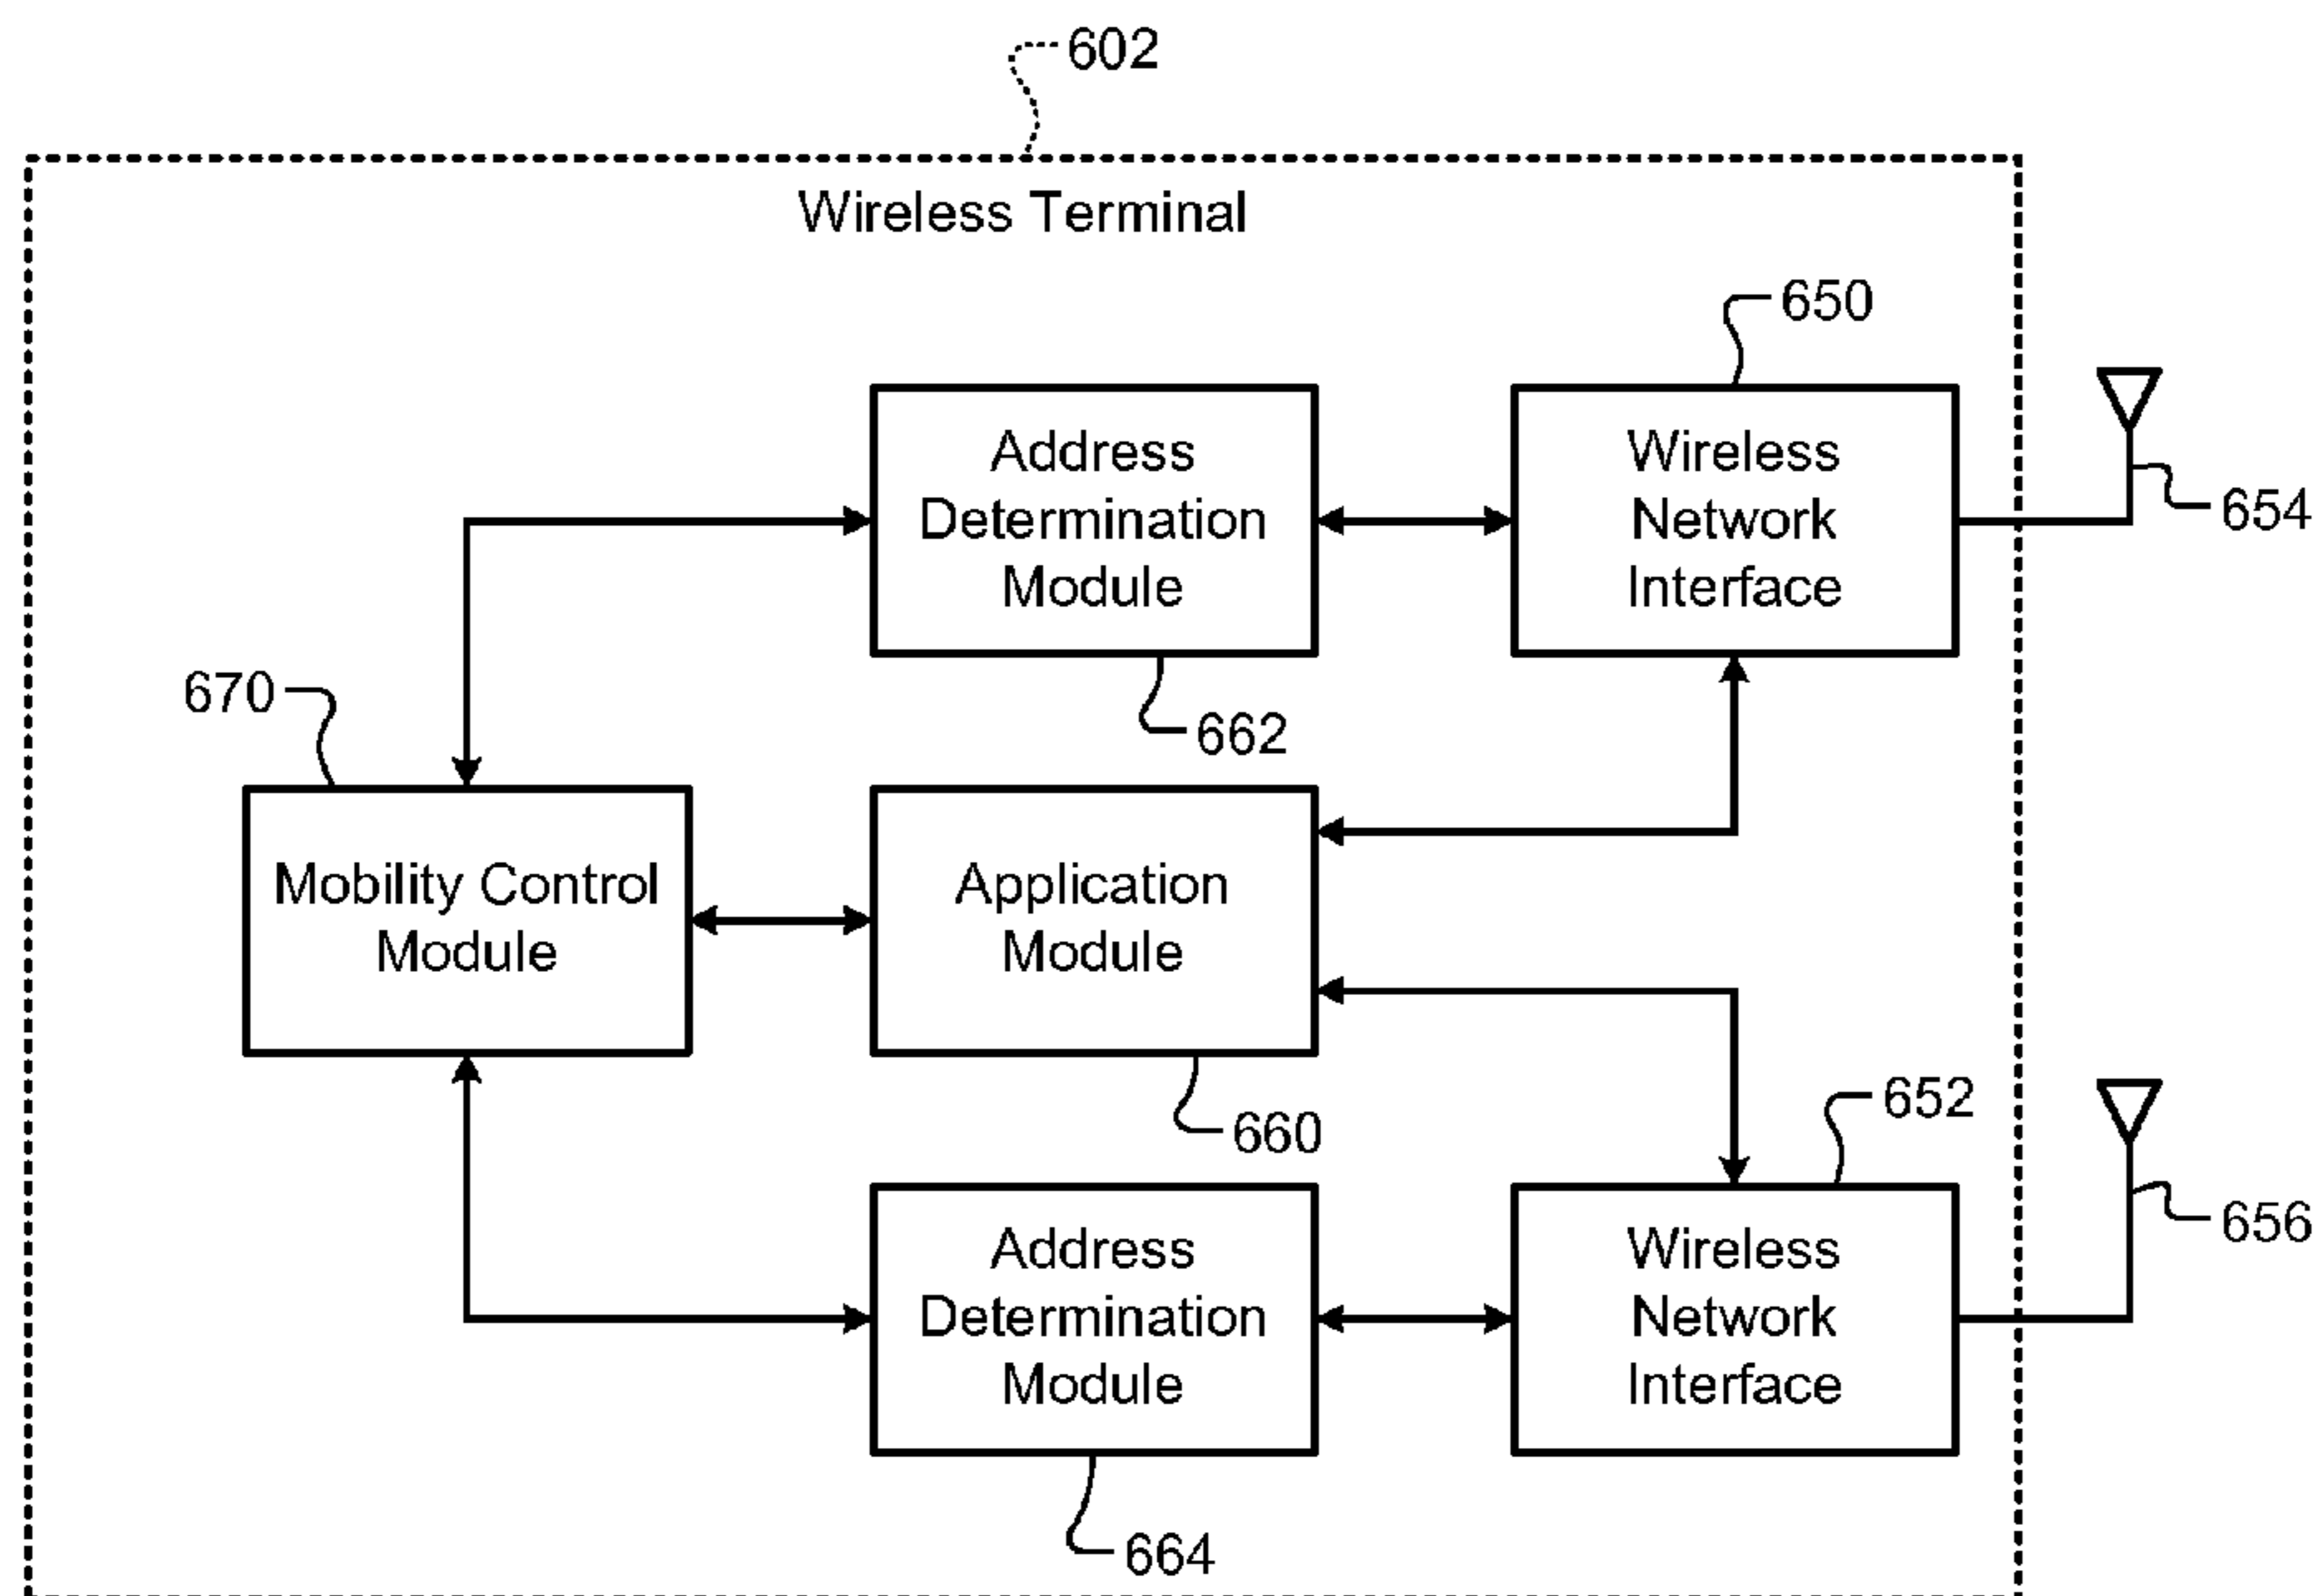 602
Wireless Terminal
650
Address
Determination
Module
Wireless
Network
Interface
654
670
662
Mobility Control
Module
Application
Module
660
652
656
Address
Determination
Module
Wireless
Network
Interface
664